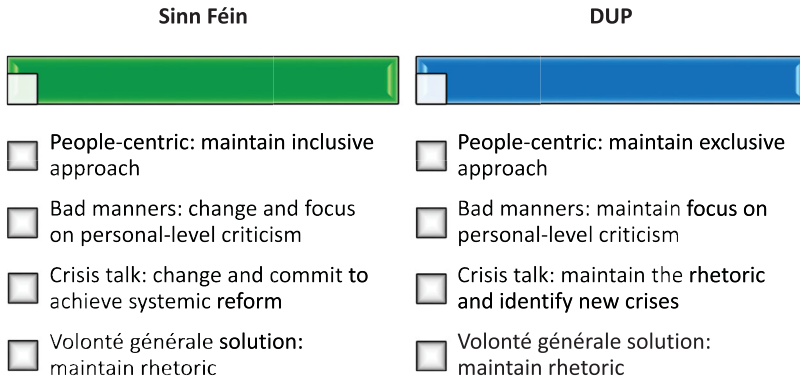 Sinn Féin
People-centric: maintain inclusive
approach
Bad manners: change and focus
on personal-level criticism
Crisis talk: change and commit to
achieve systemic reform
Volonté générale solution:
maintain rhetoric
DUP
People-centric: maintain exclusive
approach
Bad manners: maintain focus on
personal-level criticism
Crisis talk: maintain the rhetoric
and identify new crises
Volonté générale solution:
maintain rhetoric